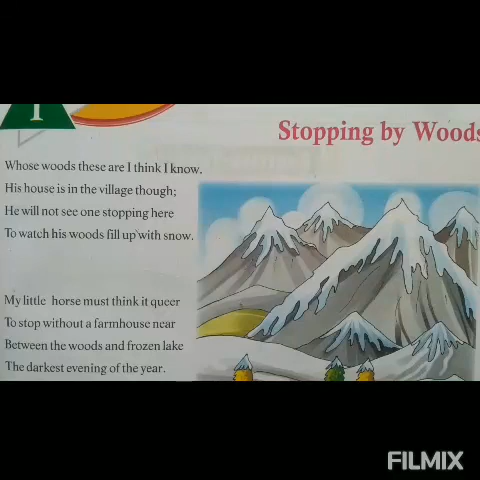 1
Stopping by Woods
Whose woods these are I think I know.
His house is in the village though;
He will not see one stopping here
To watch his woods fill up with snow.
My little horse must think it queer
To stop without a farmhouse near
Between the woods and frozen lake
The darkest evening of the year.
FILMIX